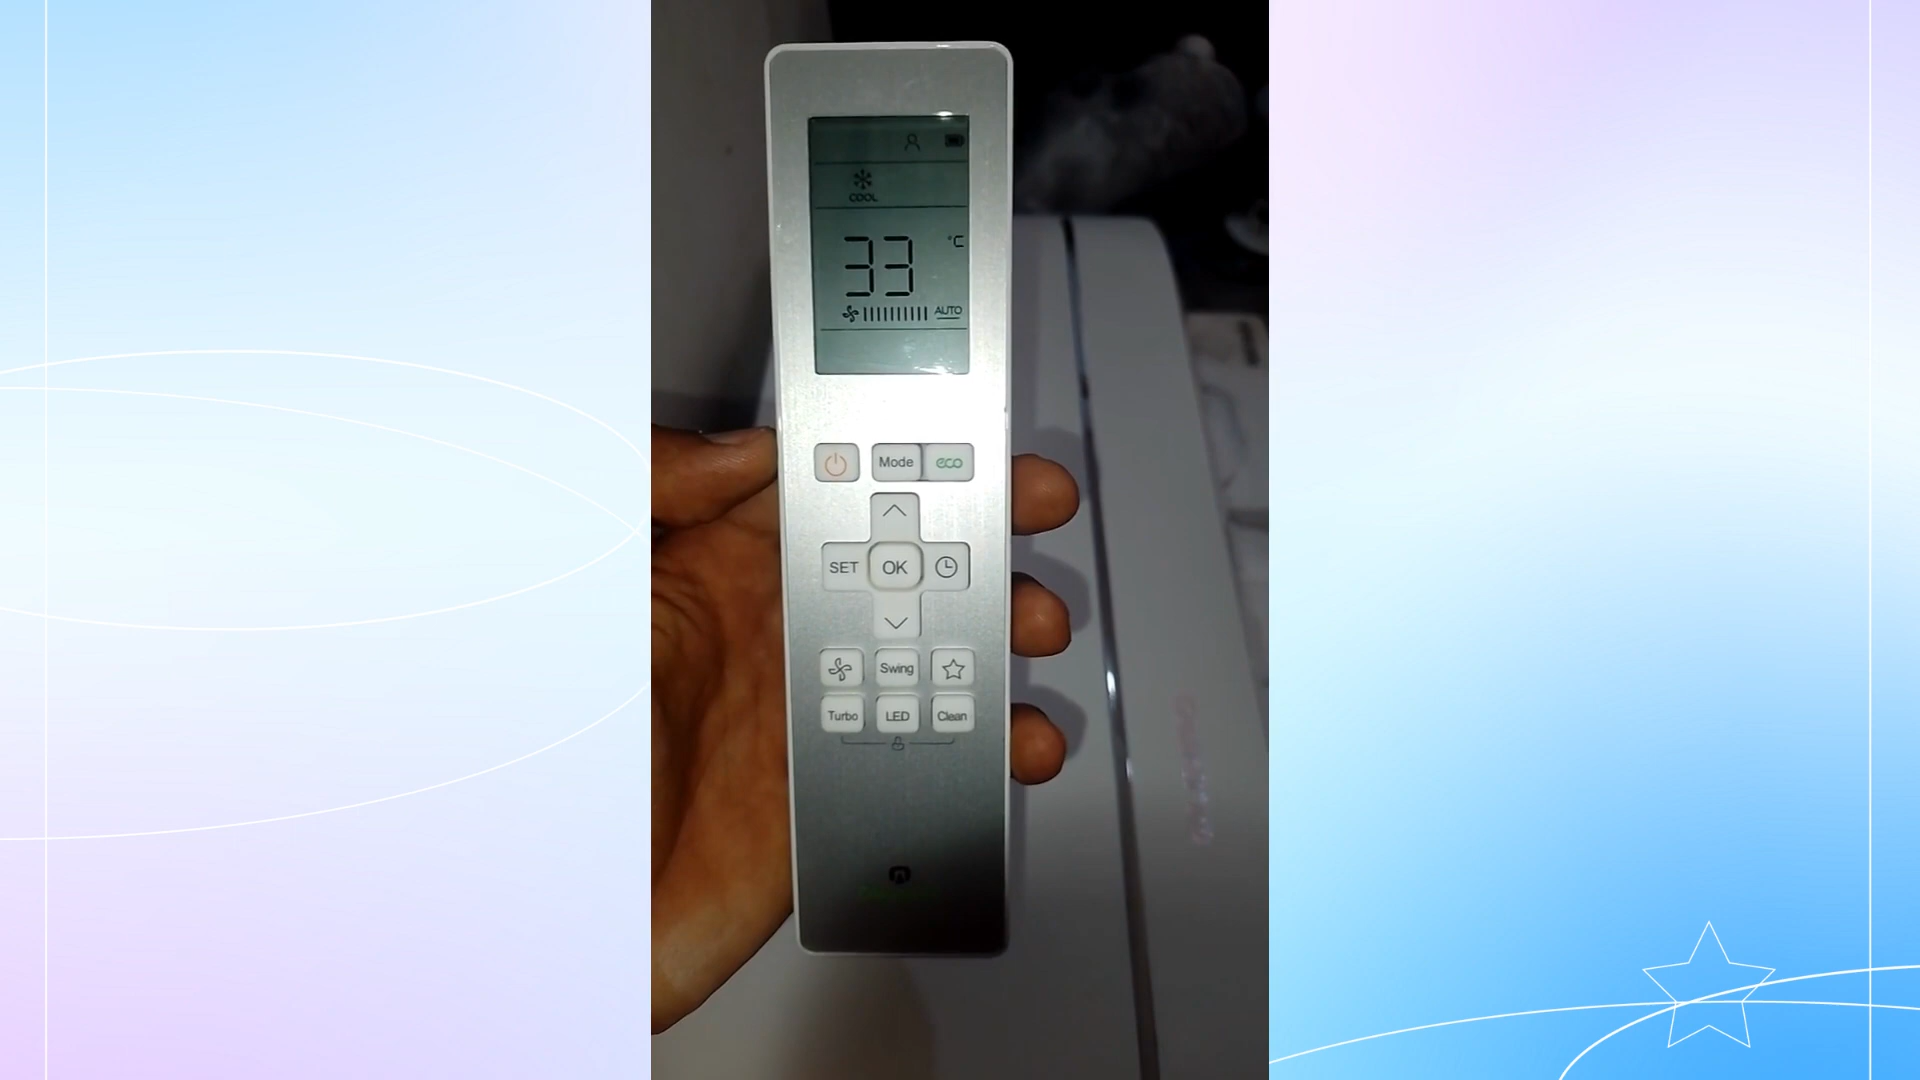 COOL
33 °C
AUTO
Mode eco
SET OK
Swing
Turbo LED Clean